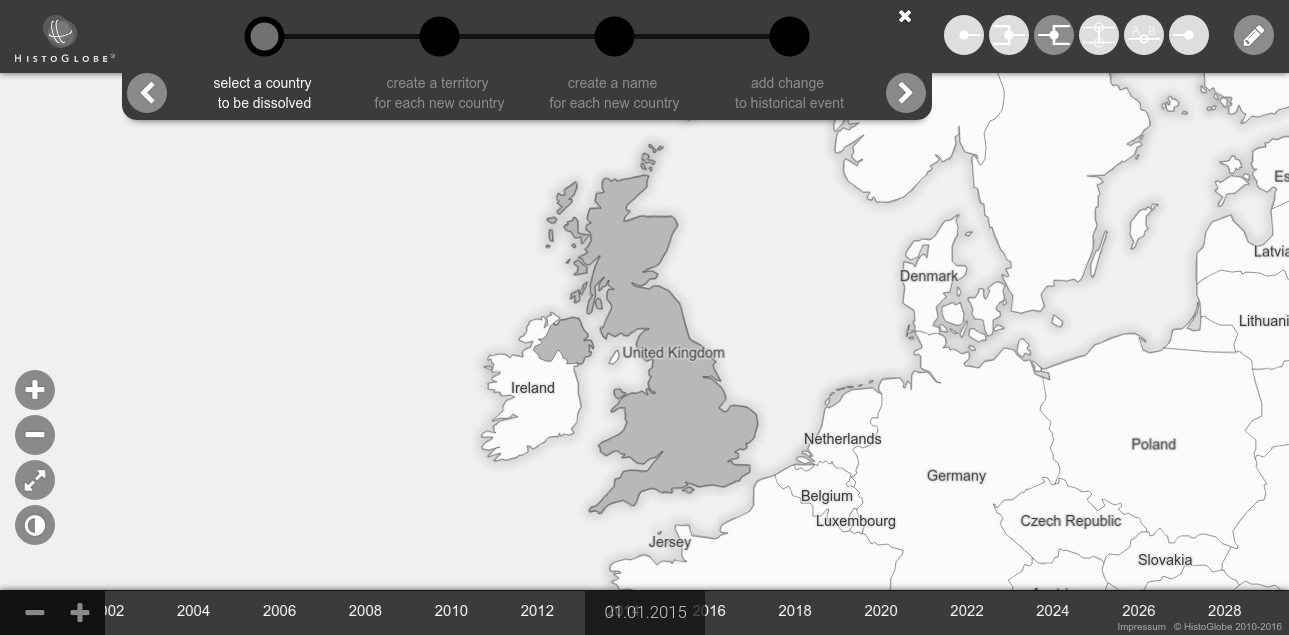 HISTOGLOBE³
select a country
to be dissolved
create a territory
for each new country
create a name
for each new country
add change
to historical event
A B
Es
Latvia
Denmark
Lithuani
United Kingdom
Ireland
Netherlands
Poland
Germany
Belgium
Luxembourg
Czech Republic
Jersey
Slovakia
002 2004 2006 2008 2010 2012 01.01.2015 2016 2018 2020 2022 2024 2026 2028
Impressum © HistoGlobe 2010-2016